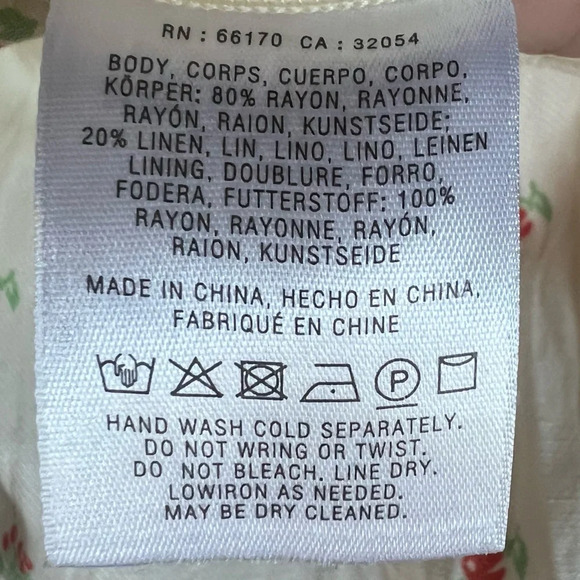 RN : 66170 CA : 32054
BODY, CORPS, CUERPO, CORPO,
KÖRPER: 80% RAYON, RAYONNE,
RAYÓN, RAION, KUNSTSEIDE;
20% LINEN, LIN, LINO, LINO, LEINEN
LINING, DOUBLURE, FORRO,
FODERA, FUTTERSTOFF: 100%
RAYON, RAYONNE, RAYÓN,
RAION, KUNSTSEIDE
MADE IN CHINA, HECHO EN CHINA,
FABRIQUÉ EN CHINE
P
HAND WASH COLD SEPARATELY.
DO NOT WRING OR TWIST.
DO NOT BLEACH. LINE DRY.
LOWIRON AS NEEDED.
MAY BE DRY CLEANED.